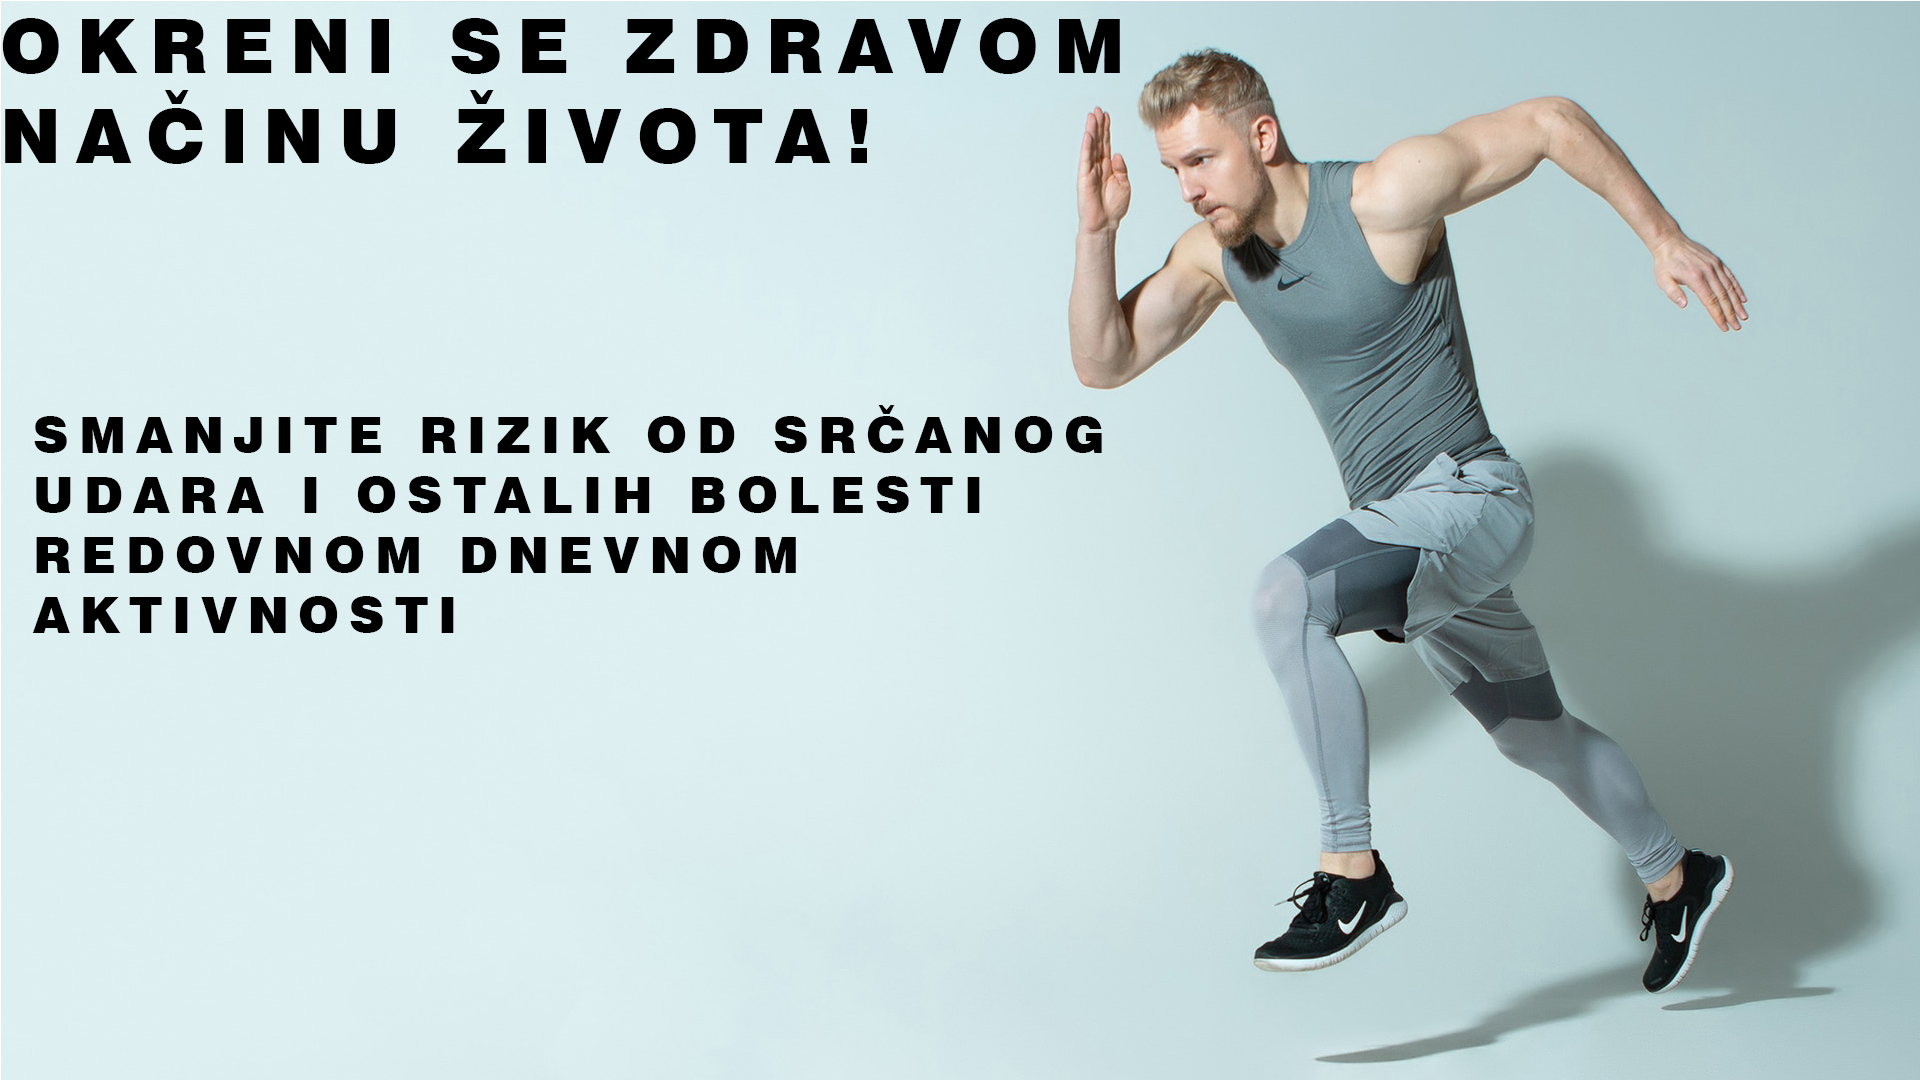 OKRENI SE ZDRAVOM
NAČINU ŽIVOTA!
SMANJITE RIZIK OD SRČANOG
UDARA I OSTALIH BOLESTI
REDOVNOM DNEVNOM
AKTIVNOSTI